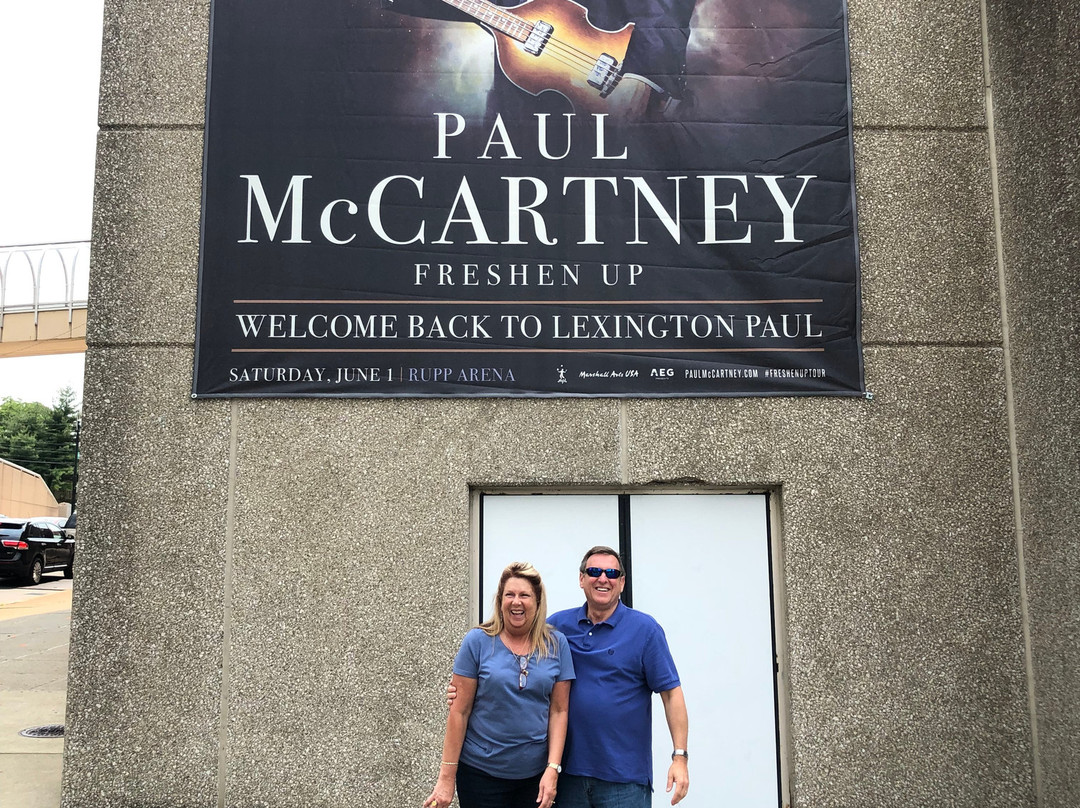 PAUL
McCARTNEY
FRESHEN UP
WELCOME BACK TO LEXINGTON PAUL
SATURDAY, JUNE 1 | RUPP ARENA Marshall Arts USA AEG PAULMcCARTNEY.COM #FRESHENUPTOUR